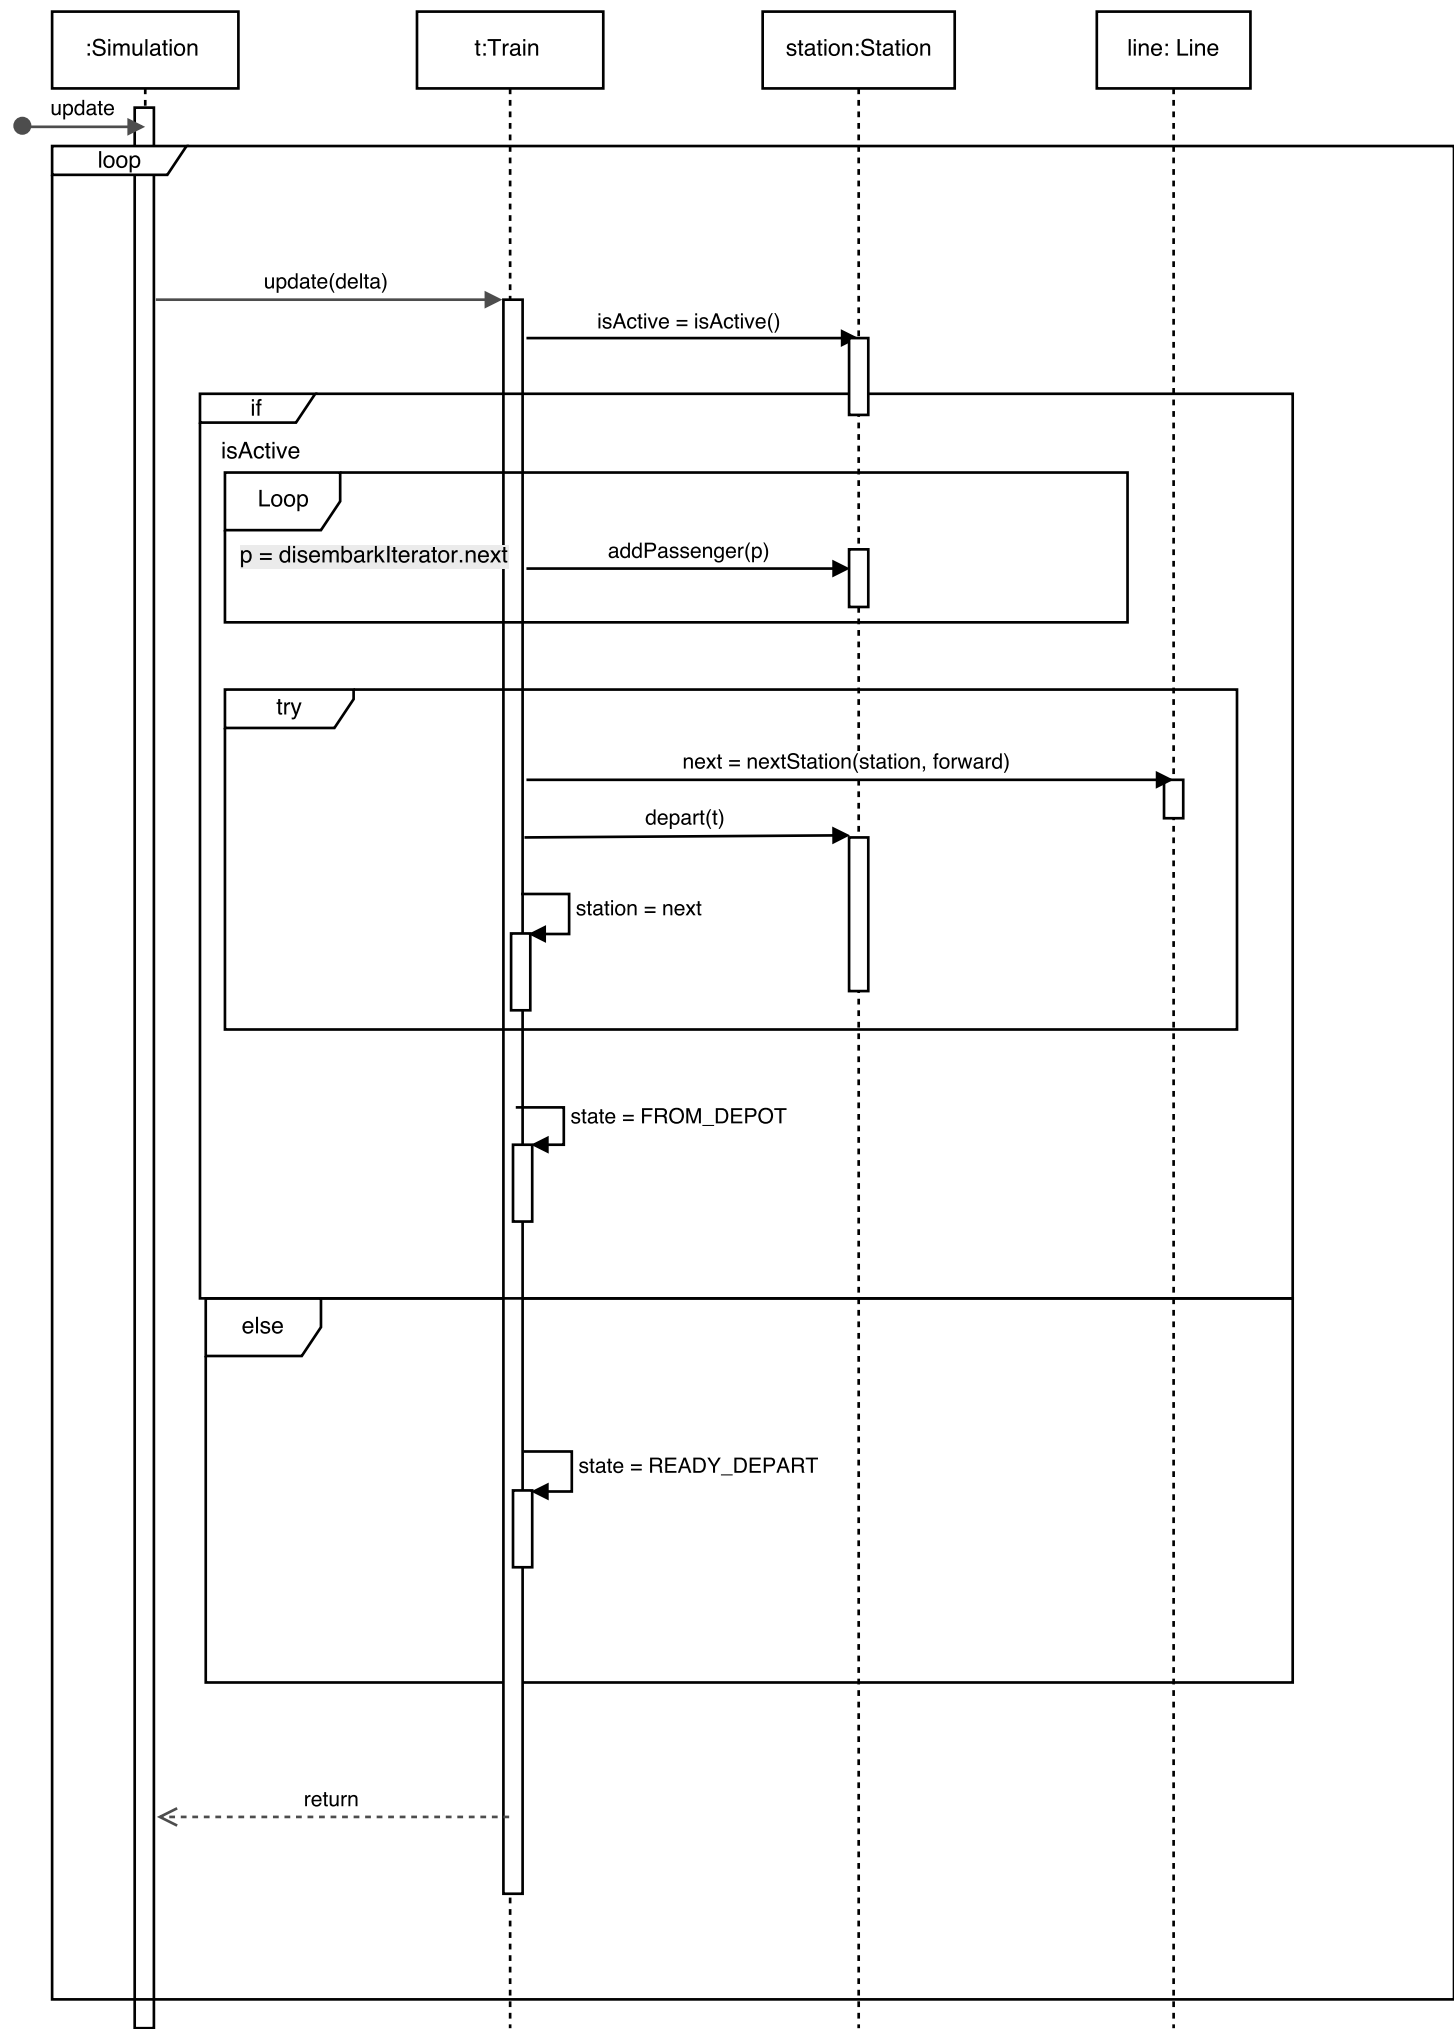 :Simulation
t:Train
station:Station
line: Line
update
loop
update(delta)
isActive = isActive()
if
isActive
Loop
p = disembarkIterator.next
addPassenger(p)
try
next = nextStation(station, forward)
depart(t)
station = next
state = FROM_DEPOT
else
state = READY_DEPART
return